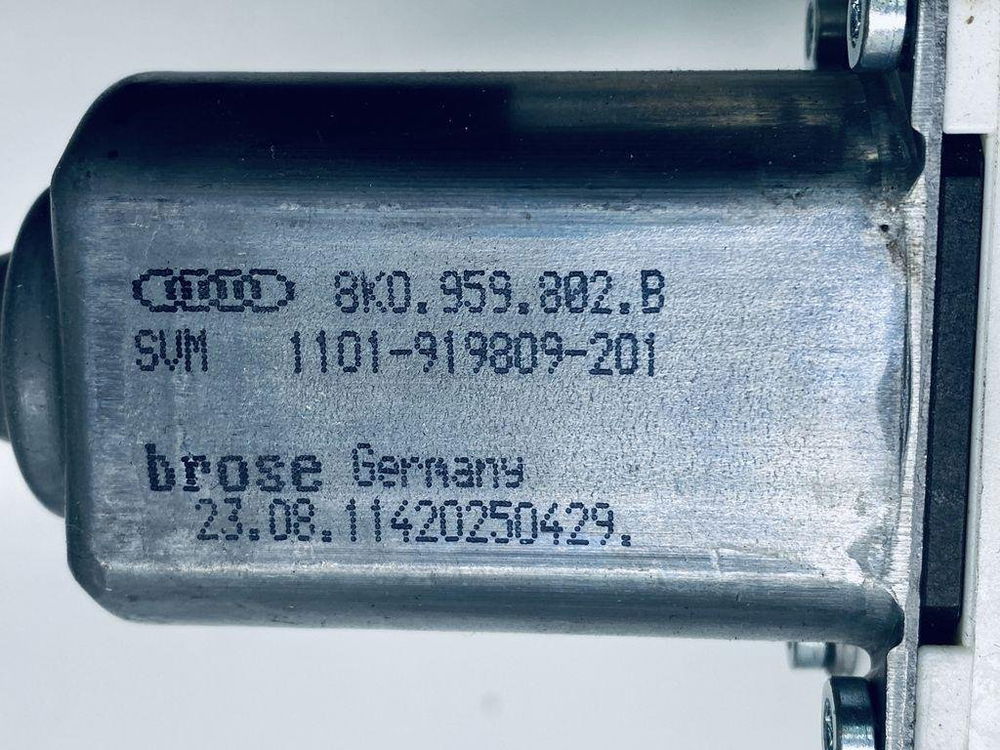 8K0.959.802.B
SVM 1101-919809-201
brose Germany
23.08.11420250429.